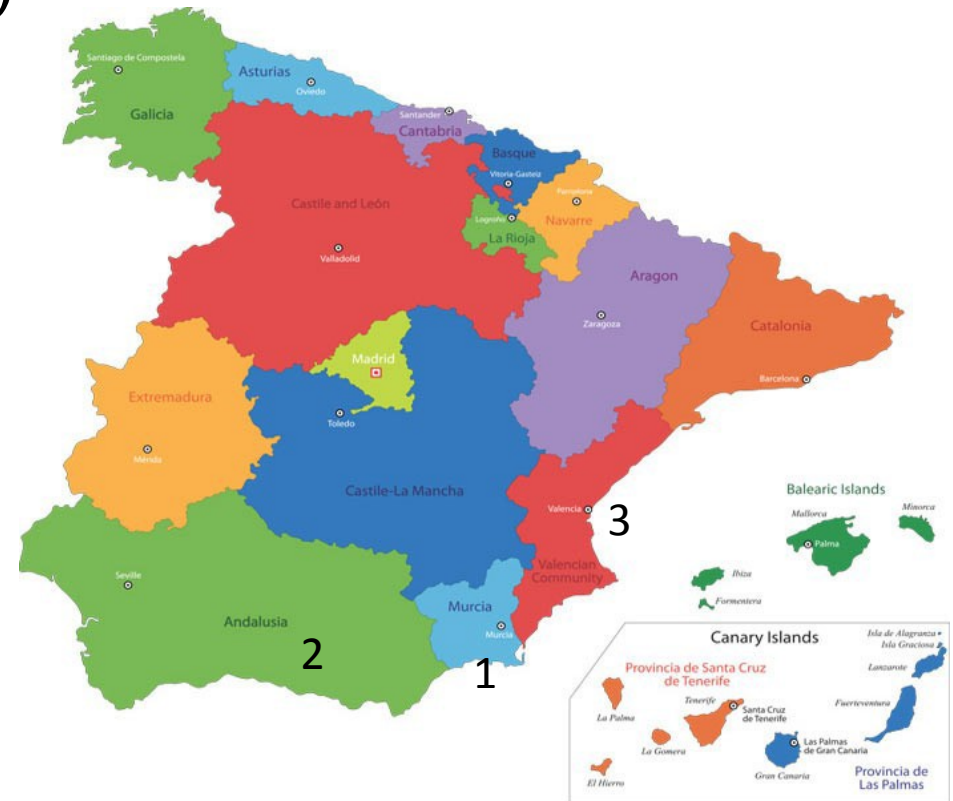 )
Santiago de Compostela
Galicia
Asturias
Oviedo
Santander
Cantabria
Basque
Vitoria-Gasteiz
Pamplona
Navarre
Logroño
La Rioja
Castile and León
Valladolid
Aragon
Zaragoza
Catalonia
Barcelona
Madrid
Extremadura
Mérida
Toledo
Castile-La Mancha
Valencia
3
Valencian
Community
Balearic Islands
Mallorca
Minorca
Palma
Ibiza
Formentera
Seville
Andalusia
2
Murcia
Murcia
1
Canary Islands
Isla de Alagranza
Isla Graciosa
Lanzarote
Provincia de Santa Cruz
de Tenerife
La Palma
Tenerife
Santa Cruz
de Tenerife
Fuerteventura
La Gomera
Las Palmas
de Gran Canaria
El Hierro
Gran Canaria
Provincia de
Las Palmas